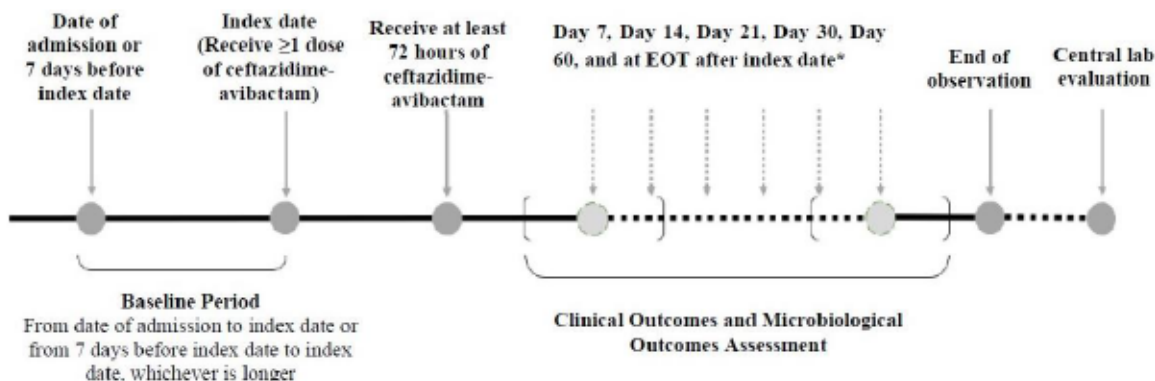 Date of
admission or
7 days before
index date
Index date
(Receive ≥1 dose
of ceftazidime-
avibactam)
Receive at least
72 hours of
ceftazidime-
avibactam
Day 7, Day 14, Day 21, Day 30, Day
60, and at EOT after index date*
End of
observation
Central lab
evaluation
Baseline Period
From date of admission to index date or
from 7 days before index date to index
date, whichever is longer
Clinical Outcomes and Microbiological
Outcomes Assessment